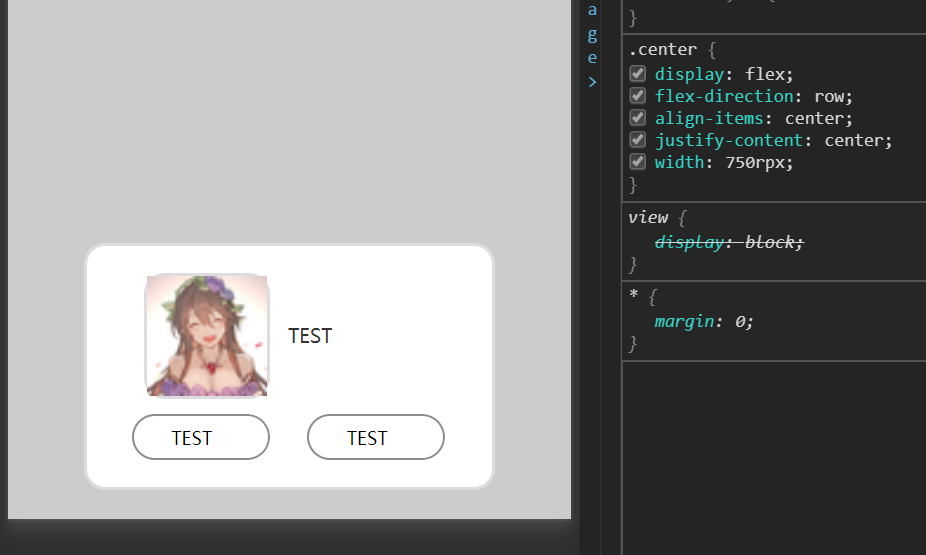 TEST
TEST
TEST
a
g
e
>
}
.center {
display: flex;
flex-direction: row;
align-items: center;
justify-content: center;
width: 750rpx;
}
view {
display: block;
}
* {
margin: 0;
}